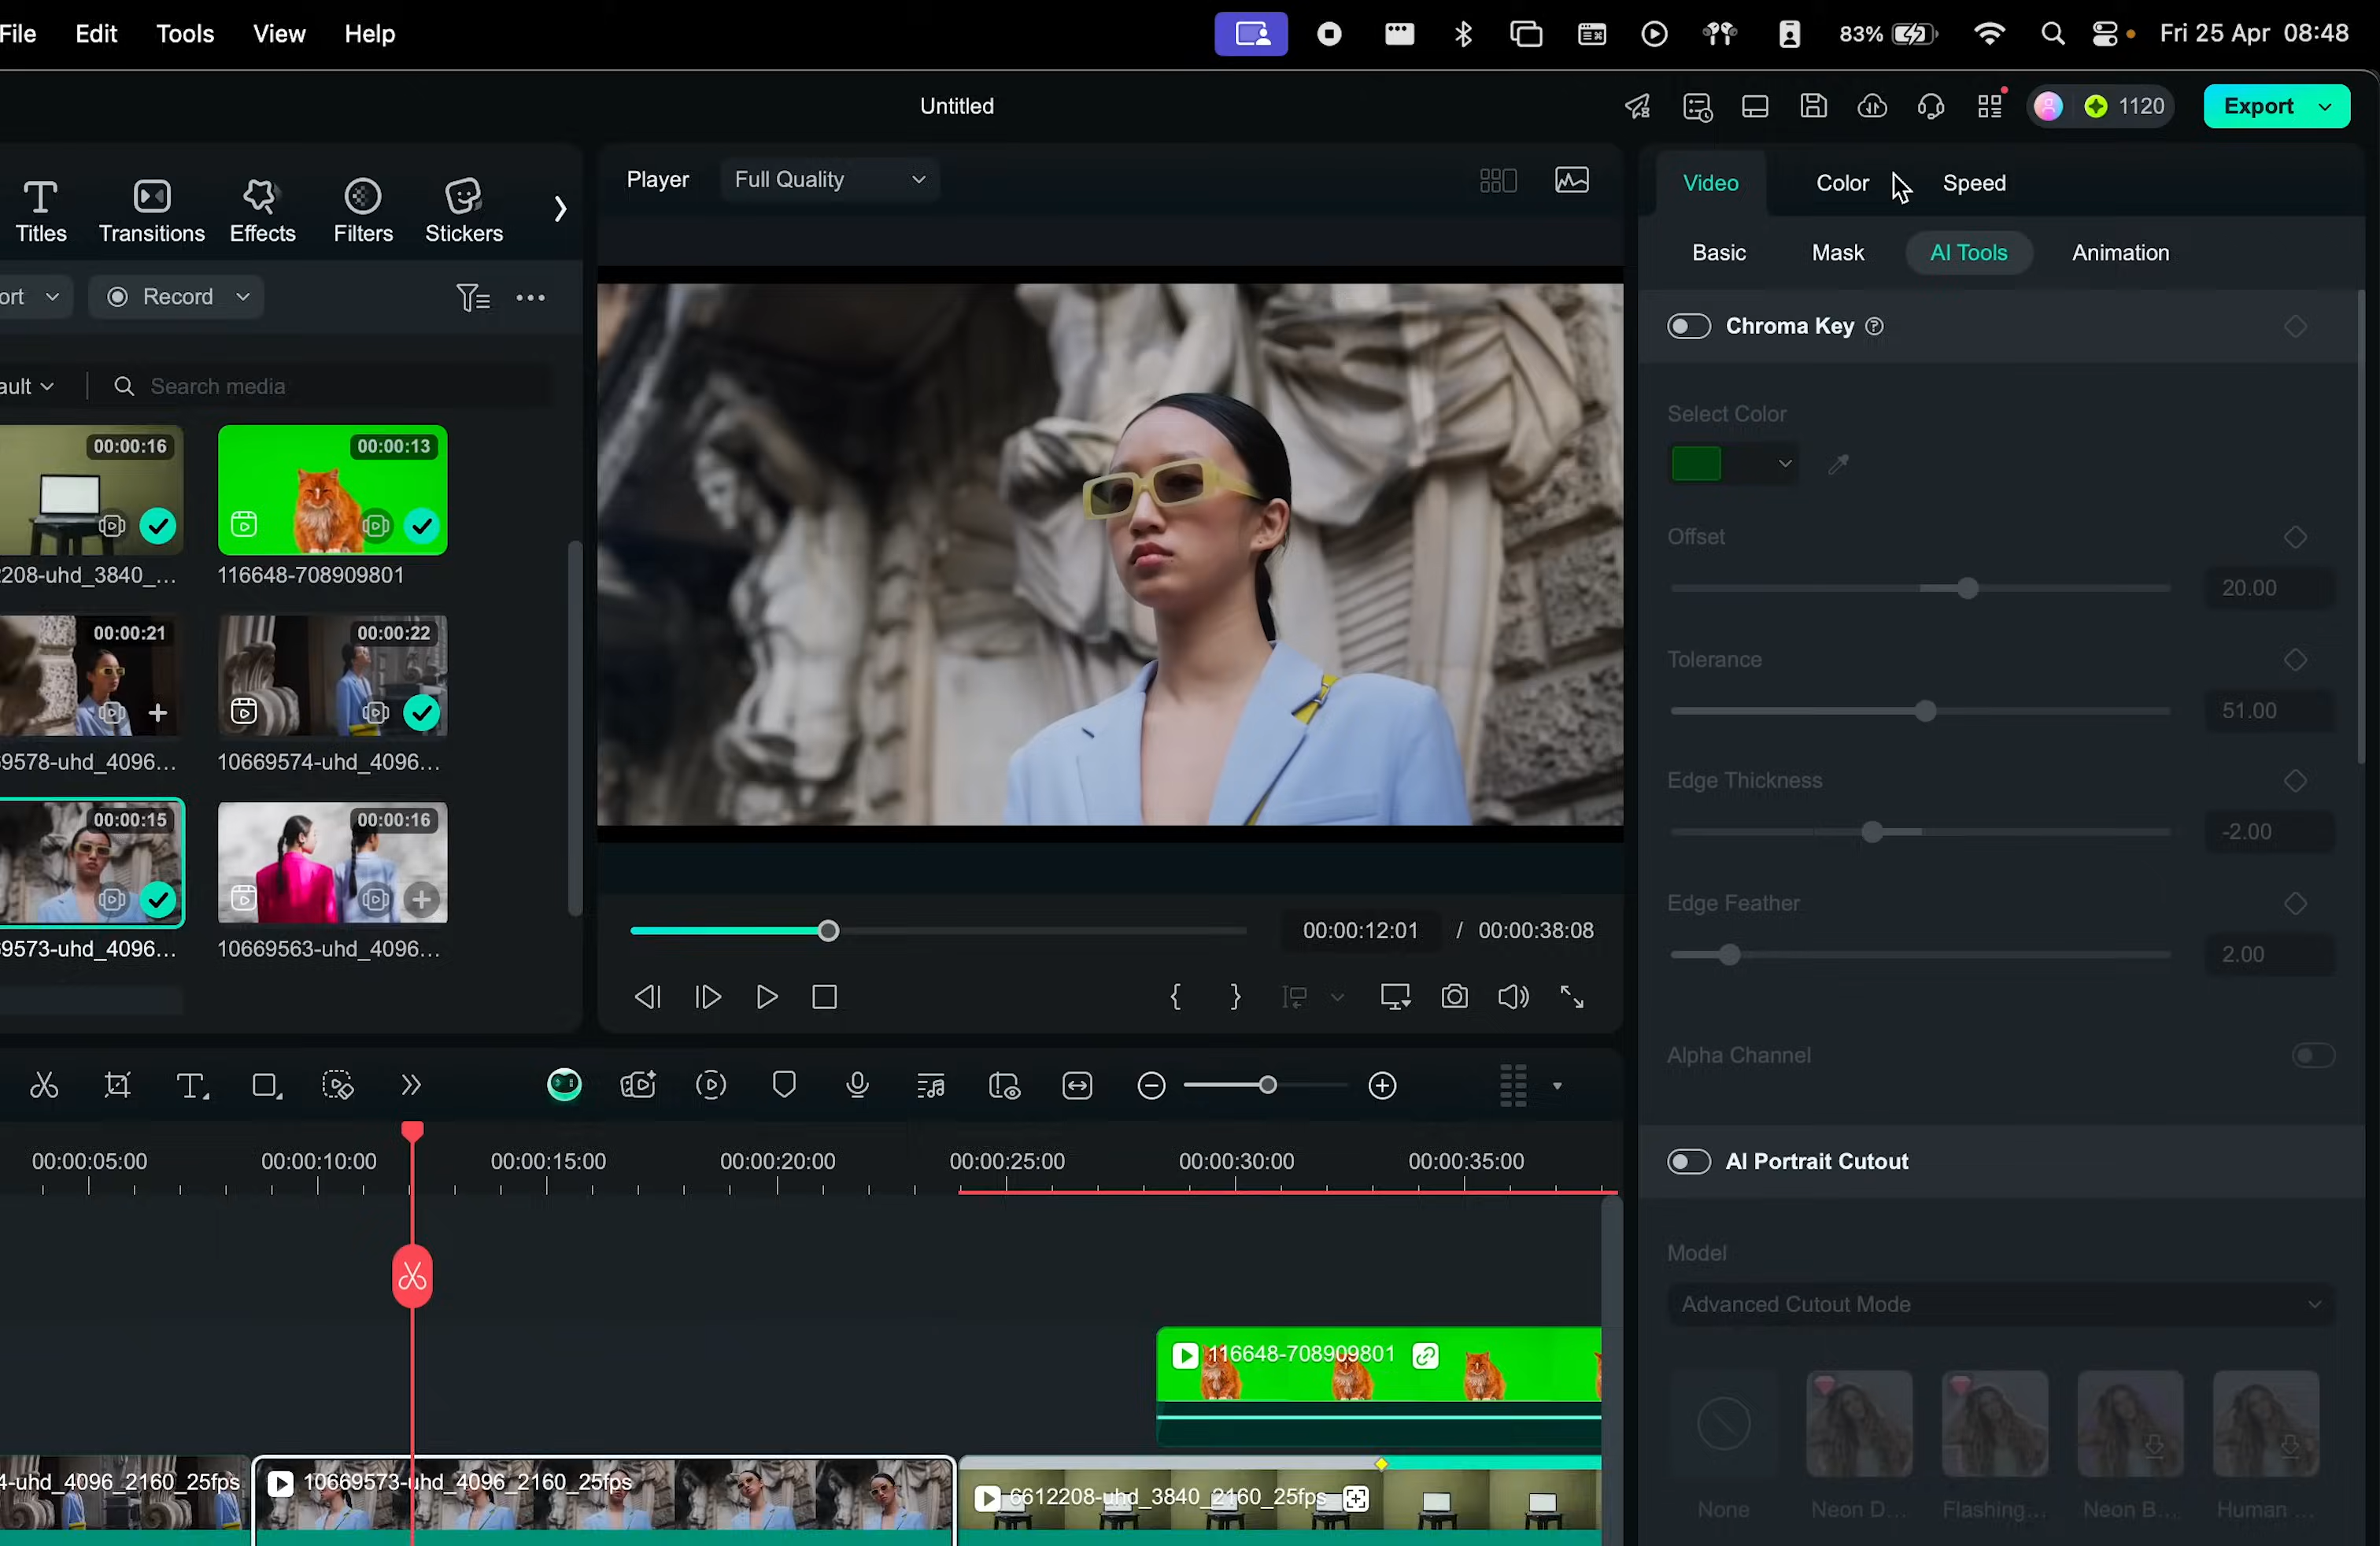 File Edit Tools View Help
83% Fri 25 Apr 08:48
Untitled
1120
Export
Titles
Transitions
Effects
Filters
Stickers
Player Full Quality
Video Color Speed
Basic Mask AI Tools Animation
ort Record
Chroma Key
ault Search media
Select Color
00:00:16
00:00:13
208-uhd_3840_...
116648-708909801
Offset
20.00
00:00:21
00:00:22
9578-uhd_4096...
10669574-uhd_4096...
Tolerance
51.00
Edge Thickness
-2.00
00:00:15
00:00:16
9573-uhd_4096...
10669563-uhd_4096...
Edge Feather
2.00
00:00:12:01 / 00:00:38:08
Alpha Channel
00:00:05:00 00:00:10:00 00:00:15:00 00:00:20:00 00:00:25:00 00:00:30:00 00:00:35:00
AI Portrait Cutout
Model
Advanced Cutout Mode
116648-708909801
4-uhd_4096_2160_25fps
10669573-uhd_4096_2160_25fps
6612208-uhd_3840_2160_25fps
None
Neon D...
Flashing...
Neon B...
Human ...